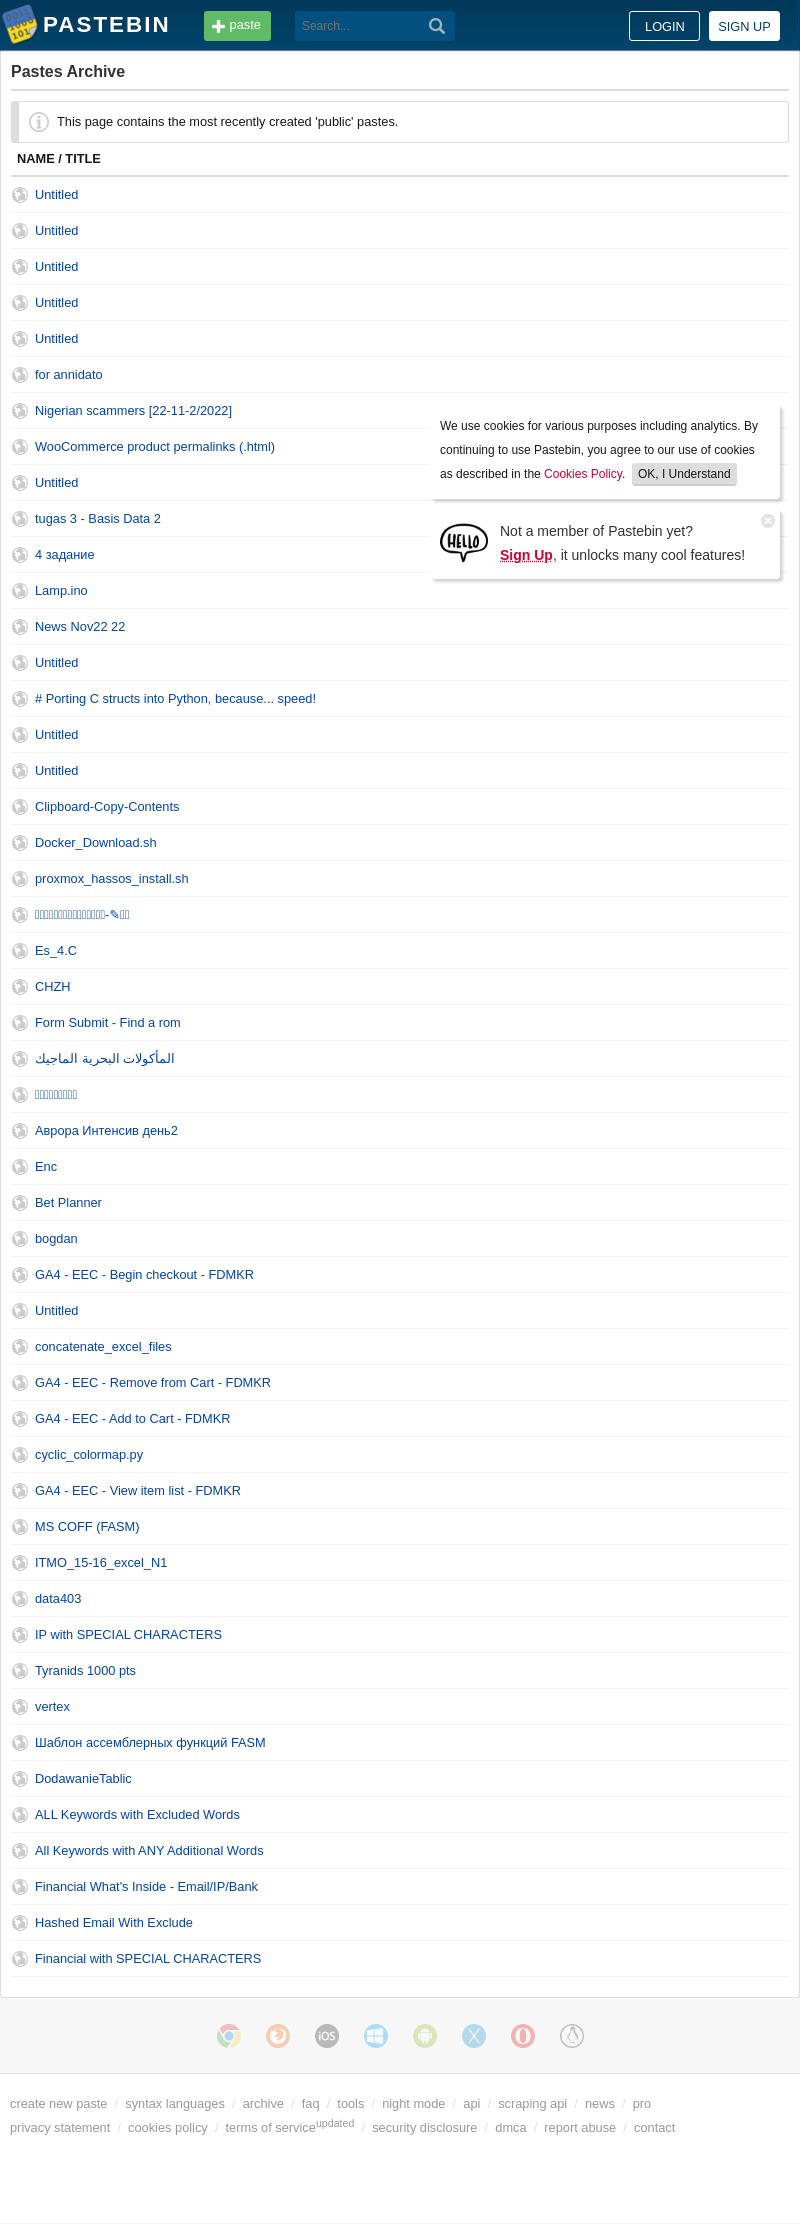 PASTEBIN
paste
Search...
LOGIN
SIGN UP
Pastes Archive
This page contains the most recently created 'public' pastes.
NAME / TITLE
Untitled
Untitled
Untitled
Untitled
Untitled
for annidato
Nigerian scammers [22-11-2/2022]
WooCommerce product permalinks (.html)
Untitled
tugas 3 - Basis Data 2
4 задание
Lamp.ino
News Nov22 22
Untitled
# Porting C structs into Python, because... speed!
Untitled
Untitled
Clipboard-Copy-Contents
Docker_Download.sh
proxmox_hassos_install.sh
Es_4.C
CHZH
Form Submit - Find a rom
المأكولات البحرية الماجيك
Аврора Интенсив день2
Enc
Bet Planner
bogdan
GA4 - EEC - Begin checkout - FDMKR
Untitled
concatenate_excel_files
GA4 - EEC - Remove from Cart - FDMKR
GA4 - EEC - Add to Cart - FDMKR
cyclic_colormap.py
GA4 - EEC - View item list - FDMKR
MS COFF (FASM)
ITMO_15-16_excel_N1
data403
IP with SPECIAL CHARACTERS
Tyranids 1000 pts
vertex
Шаблон ассемблерных функций FASM
DodawanieTablic
ALL Keywords with Excluded Words
All Keywords with ANY Additional Words
Financial What's Inside - Email/IP/Bank
Hashed Email With Exclude
Financial with SPECIAL CHARACTERS
We use cookies for various purposes including analytics. By
continuing to use Pastebin, you agree to our use of cookies
as described in the Cookies Policy. OK, I Understand
HELLO
Not a member of Pastebin yet?
Sign Up, it unlocks many cool features!
iOS
create new paste / syntax languages / archive / faq / tools / night mode / api / scraping api / news / pro
privacy statement / cookies policy / terms of service updated / security disclosure / dmca / report abuse / contact